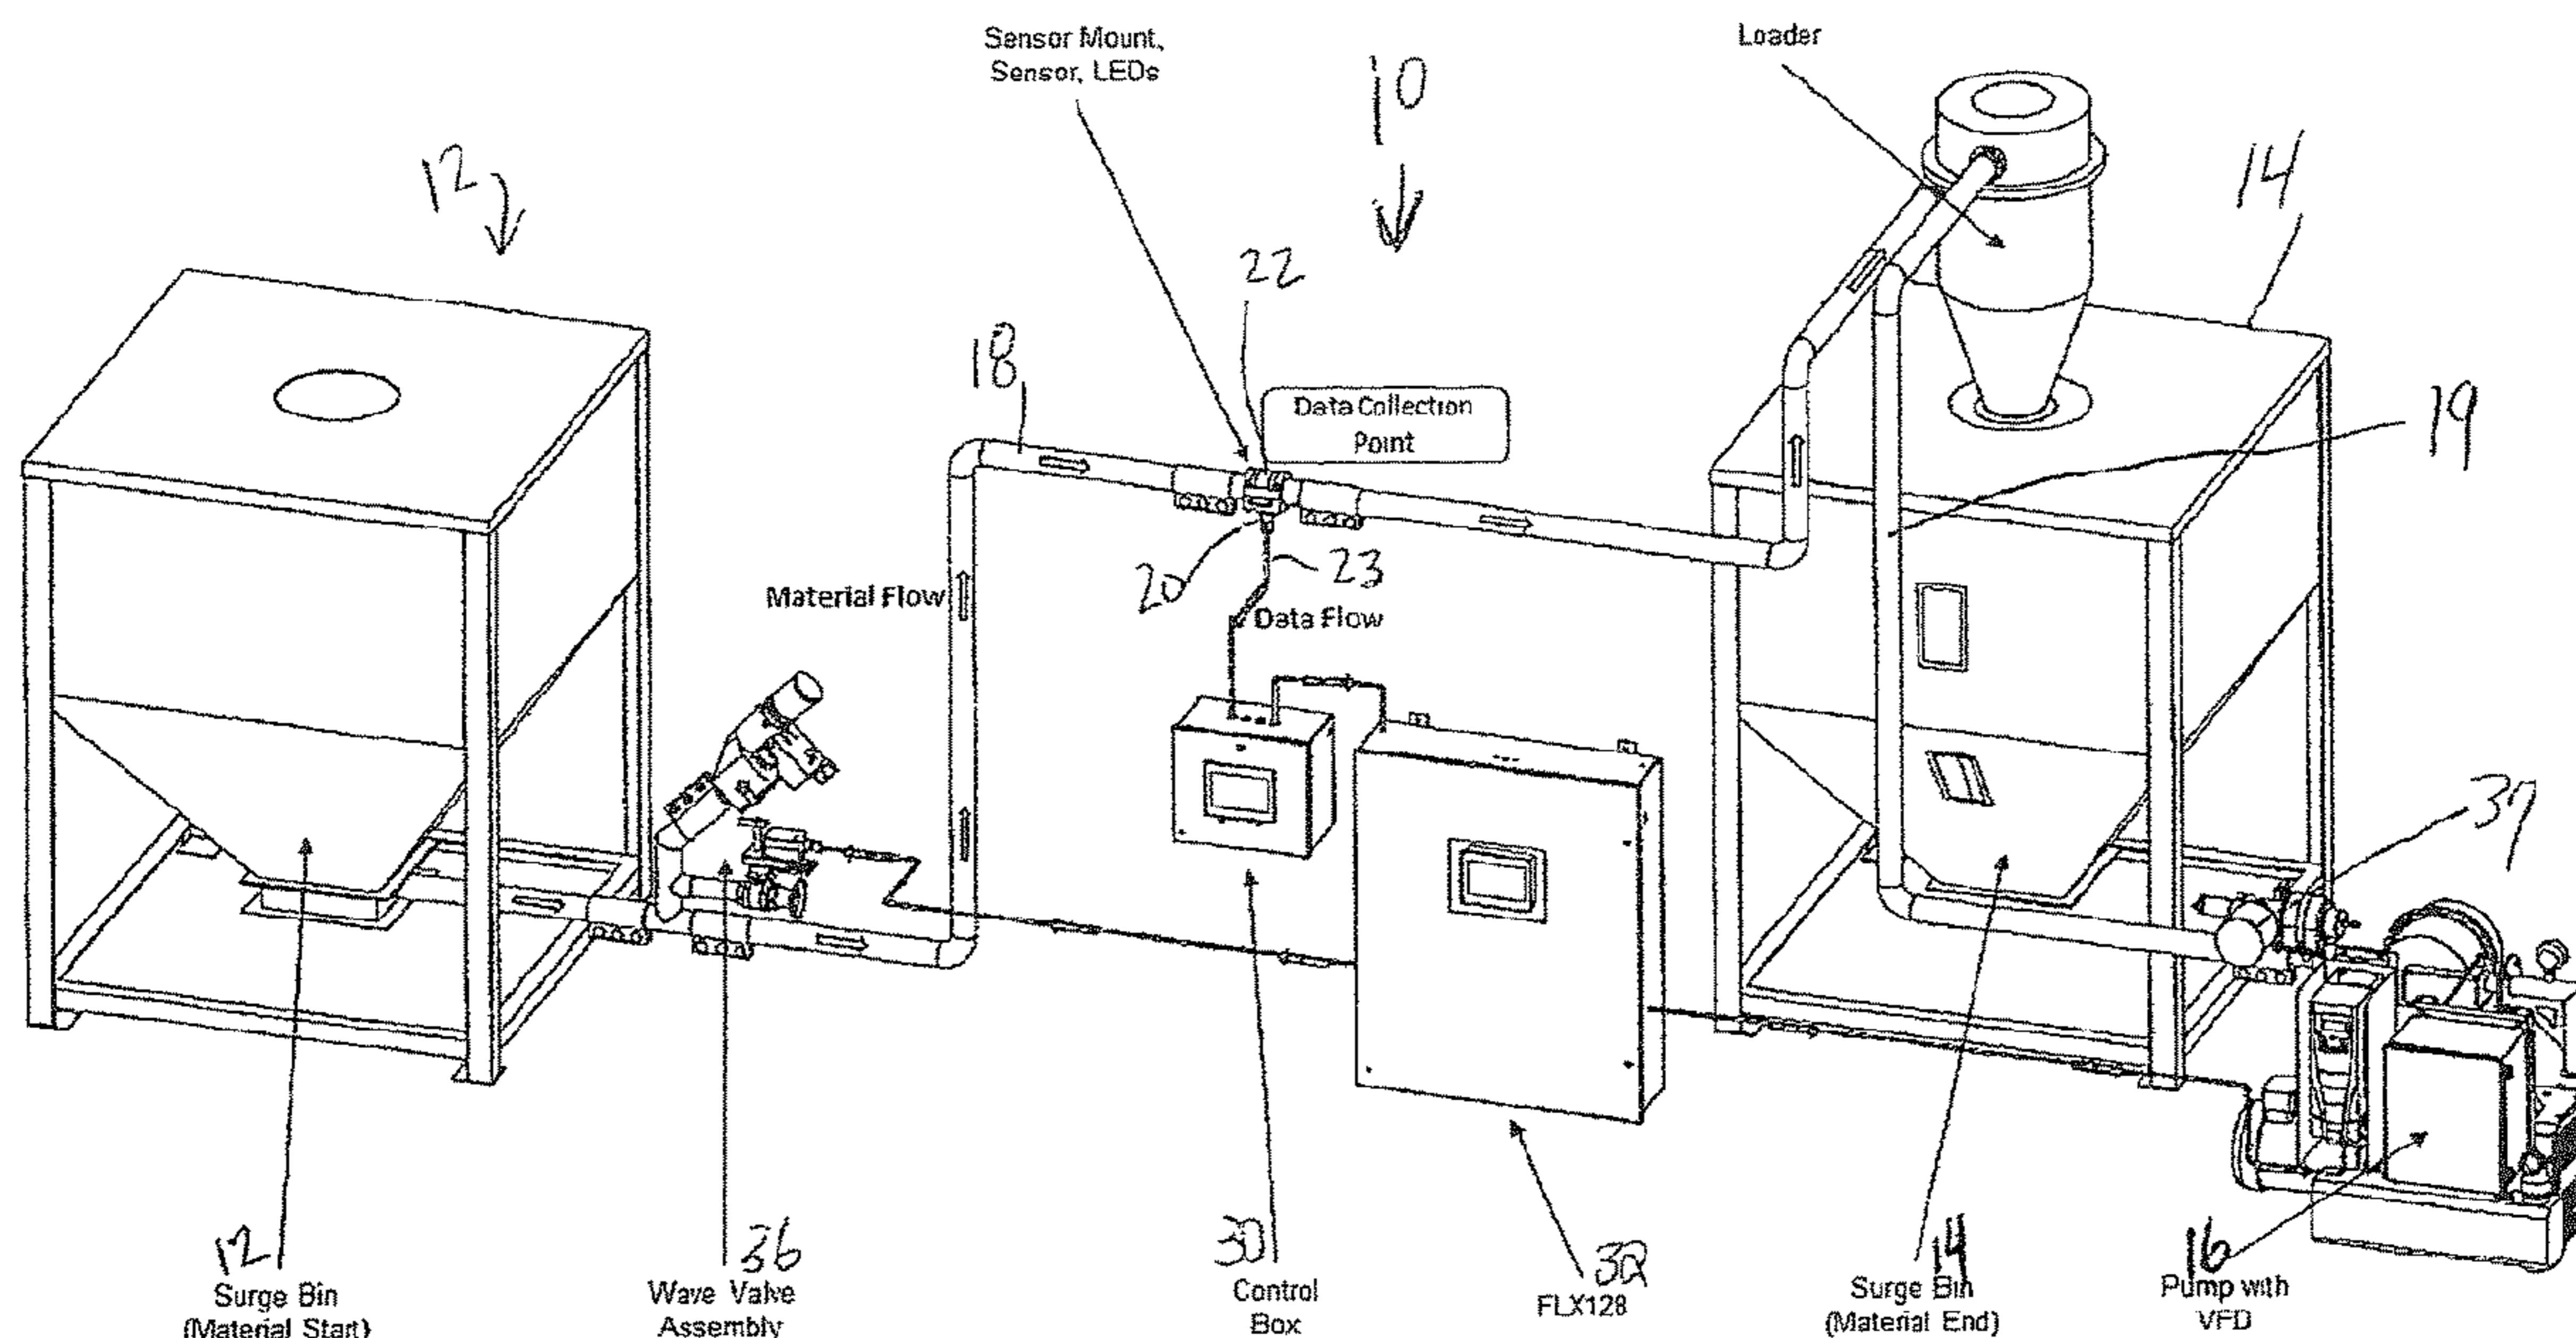 Sensor Mount,
Sensor, LEDs
10
Loader
12
14
22
18
Data Collection
Point
19
20
23
Material Flow
Data Flow
12
Surge Bin
(Material Start)
36
Wave Valve
Assembly
30
Control
Box
32
FLX128
14
Surge Bin
(Material End)
16
Pump with
VFD